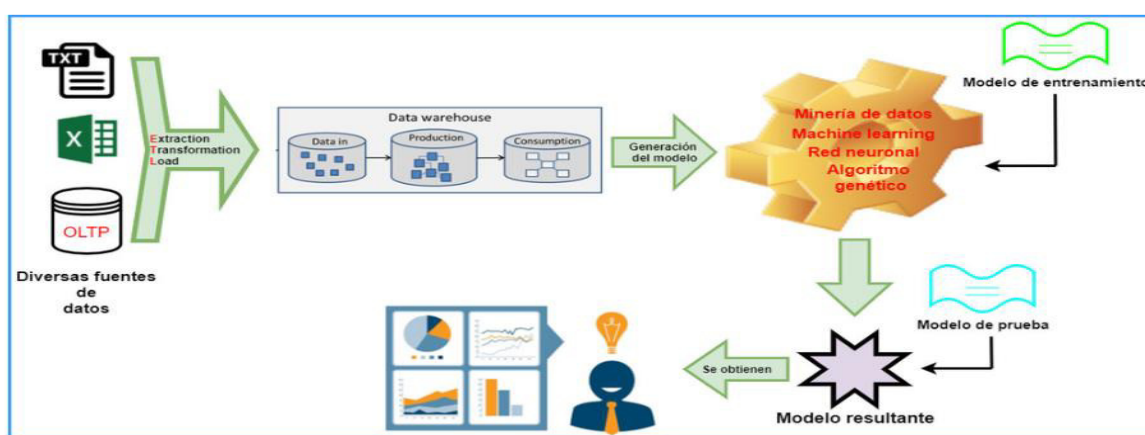 TXT
X
OLTP
Diversas fuentes
de
datos
Extraction
Transformation
Load
Data warehouse
Data in
Production
Consumption
Generación
del modelo
Minería de datos
Machine learning
Red neuronal
Algoritmo
genético
Modelo de entrenamiento
Modelo de prueba
Modelo resultante
Se obtienen